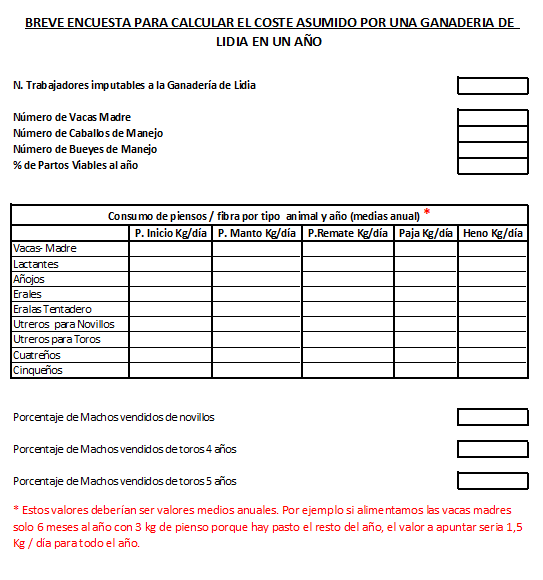 BREVE ENCUESTA PARA CALCULAR EL COSTE ASUMIDO POR UNA GANADERIA DE
LIDIA EN UN AÑO
N. Trabajadores imputables a la Ganadería de Lidia
Número de Vacas Madre
Número de Caballos de Manejo
Número de Bueyes de Manejo
% de Partos Viables al año
Consumo de piensos / fibra por tipo animal y año (medias anual) *
P. Inicio Kg/día P. Manto Kg/día P.Remate Kg/día Paja Kg/día Heno Kg/día
Vacas- Madre
Lactantes
Añojos
Erales
Eralas Tentadero
Utreros para Novillos
Utreros para Toros
Cuatreños
Cinqueños
Porcentaje de Machos vendidos de novillos
Porcentaje de Machos vendidos de toros 4 años
Porcentaje de Machos vendidos de toros 5 años
* Estos valores deberían ser valores medios anuales. Por ejemplo si alimentamos las vacas madres
solo 6 meses al año con 3 kg de pienso porque hay pasto el resto del año, el valor a apuntar seria 1,5
Kg / día para todo el año.